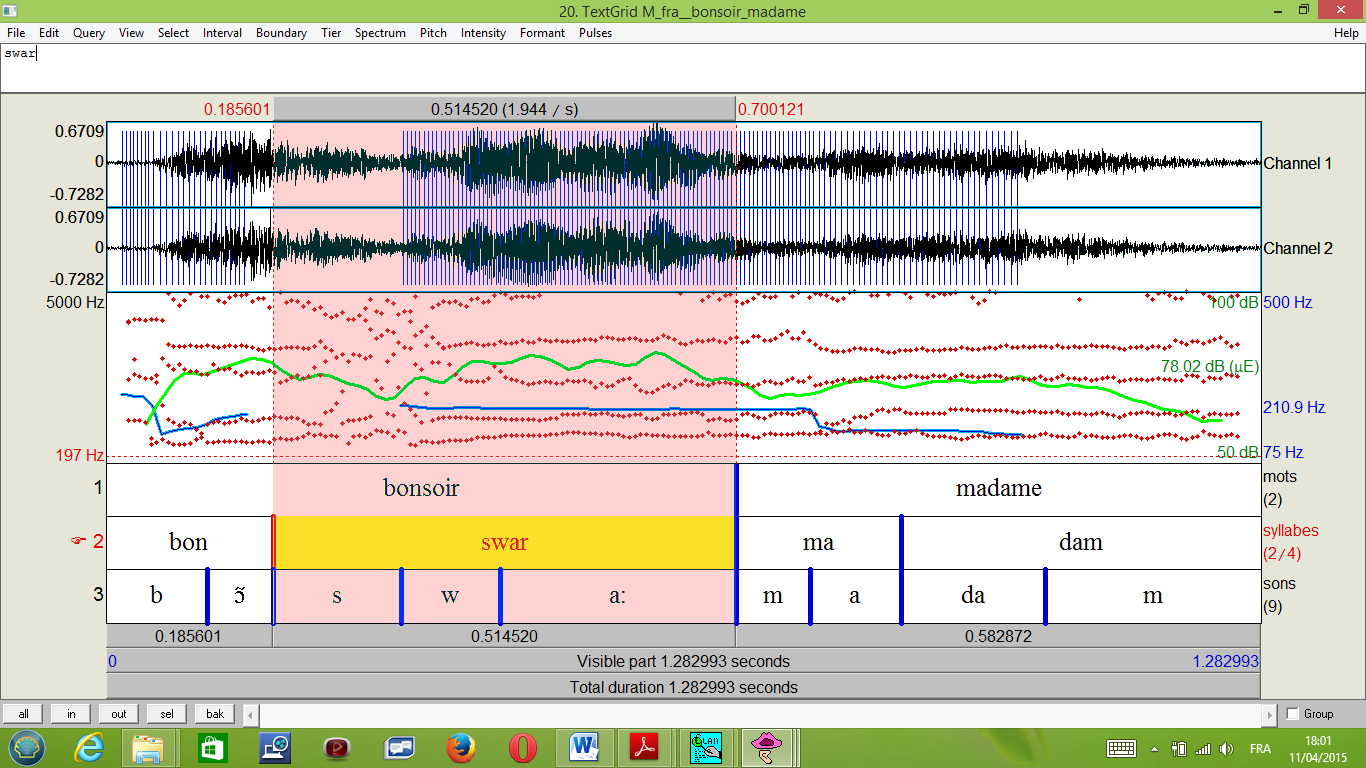 20. TextGrid M_fra__bonsoir_madame
File Edit Query View Select Interval Boundary Tier Spectrum Pitch Intensity Formant Pulses Help
swar
0.185601 0.514520 (1.944 / s) 0.700121
0.6709
0 Channel 1
-0.7282
0.6709
0 Channel 2
-0.7282
5000 Hz 100 dB 500 Hz
78.02 dB (µE)
210.9 Hz
197 Hz 50 dB 75 Hz
1 bonsoir madame mots
(2)
2 bon swar ma dam syllabes
(2/4)
3 b ɔ̃ s w a: m a da m sons
(9)
0.185601 0.514520 0.582872
0 Visible part 1.282993 seconds 1.282993
Total duration 1.282993 seconds
all in out sel bak Group
CLAN
FRA 18:01
11/04/2015